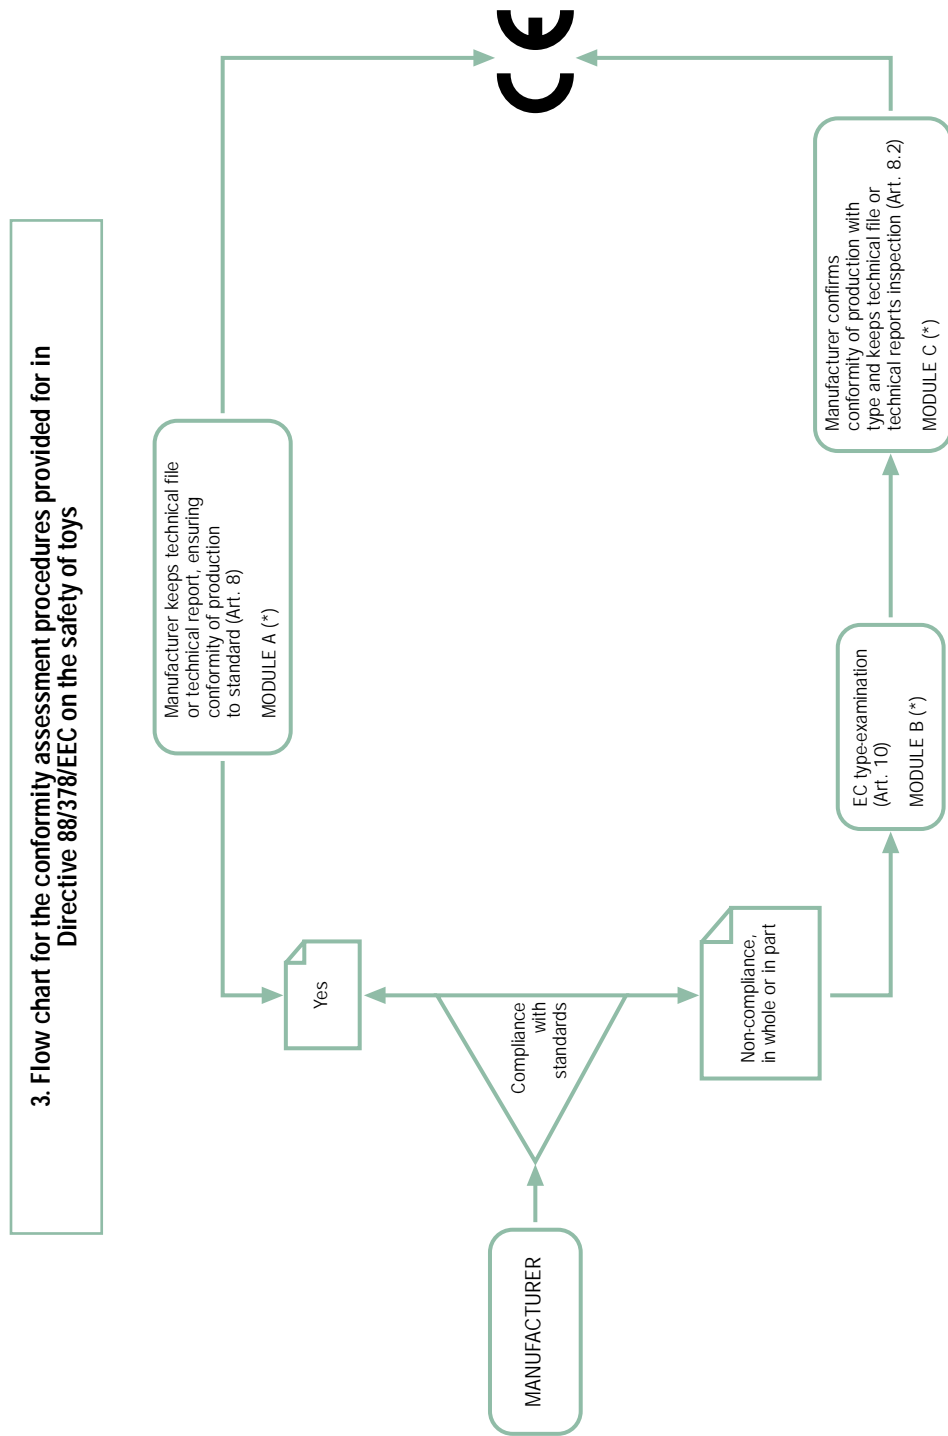 3. Flow chart for the conformity assessment procedures provided for in
Directive 88/378/EEC on the safety of toys
MANUFACTURER
Compliance
with
standards
Yes
Manufacturer keeps technical file
or technical report, ensuring
conformity of production
to standard (Art. 8)
MODULE A (*)
Non-compliance,
in whole or in part
EC type-examination
(Art. 10)
MODULE B (*)
Manufacturer confirms
conformity of production with
type and keeps technical file or
technical reports inspection (Art. 8.2)
MODULE C (*)
CE